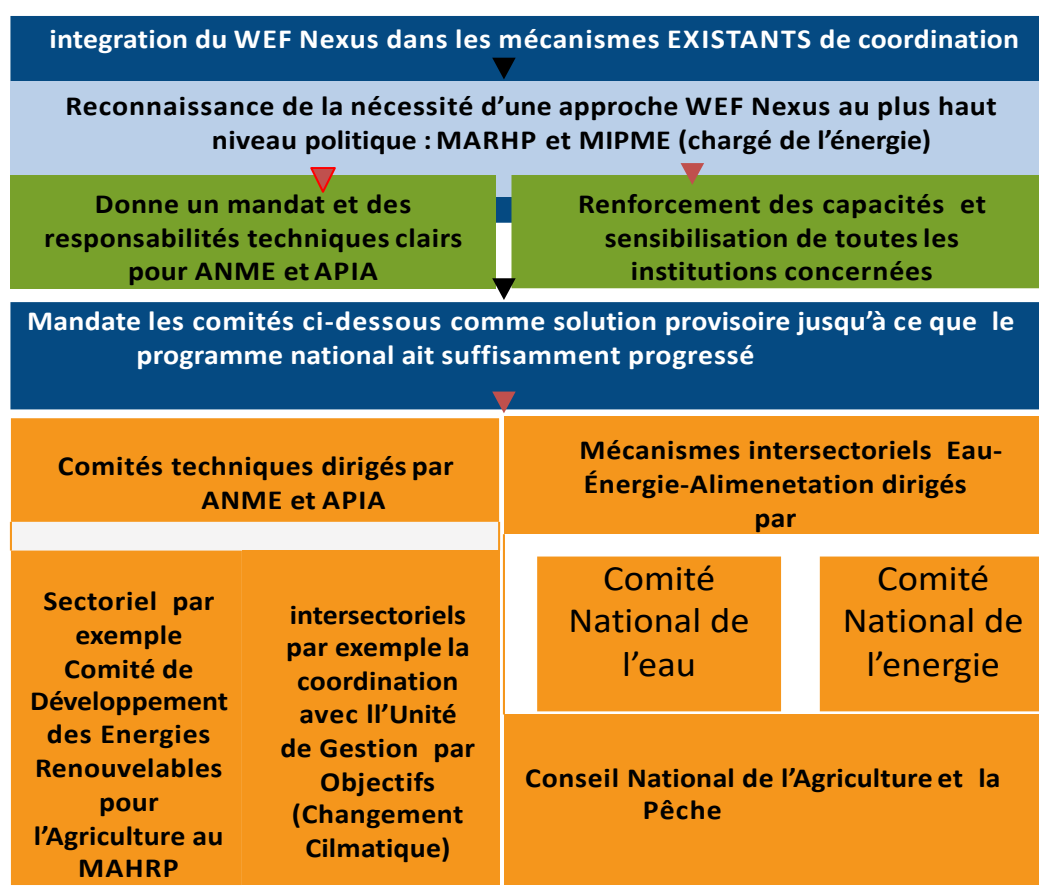 integration du WEF Nexus dans les mécanismes EXISTANTS de coordination
Reconnaissance de la nécessité d'une approche WEF Nexus au plus haut
niveau politique : MARHP et MIPME (chargé de l'énergie)
Donne un mandat et des
responsabilités techniques clairs
pour ANME et APIA
Renforcement des capacités et
sensibilisation de toutes les
institutions concernées
Mandate les comités ci-dessous comme solution provisoire jusqu'à ce que le
programme national ait suffisamment progressé
Comités techniques dirigés par
ANME et APIA
Mécanismes intersectoriels Eau-
Énergie-Alimenetation dirigés
par
Sectoriel par
exemple
Comité de
Développement
des Energies
Renouvelables
pour
l'Agriculture au
MAHRP
intersectoriels
par exemple la
coordination
avec ll'Unité
de Gestion par
Objectifs
(Changement
Cilmatique)
Comité
National de
l'eau
Comité
National de
l'energie
Conseil National de l'Agriculture et la
Pêche